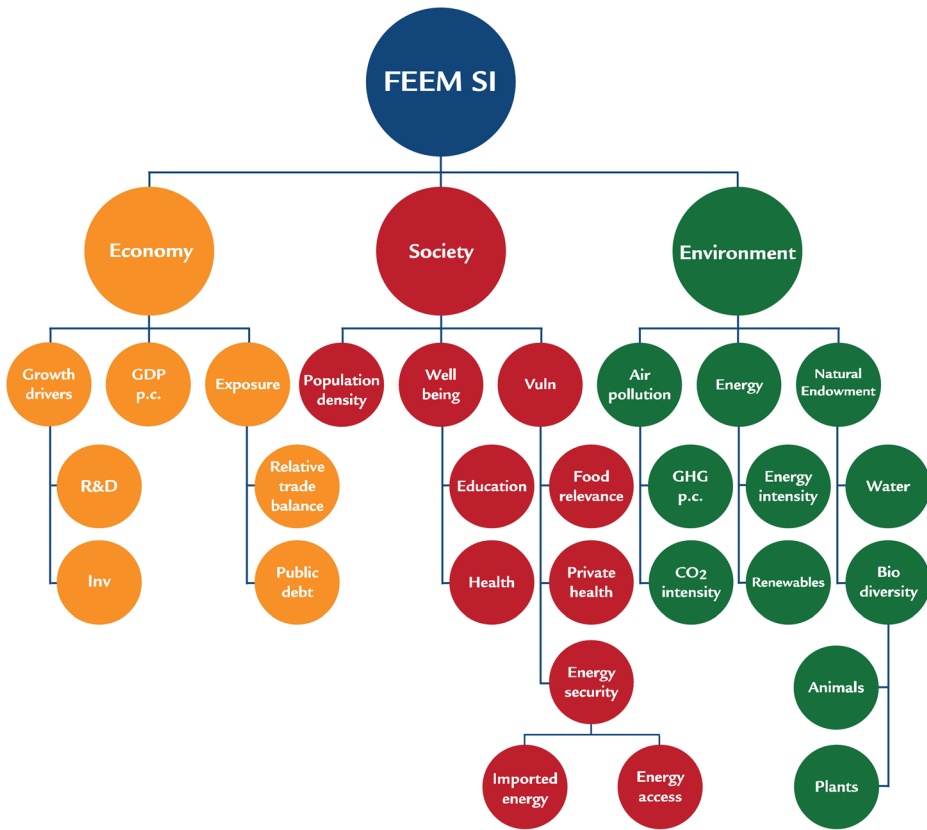 FEEM SI
Economy
Society
Environment
Growth
drivers
GDP
p.c.
Exposure
Population
density
Well
being
Vuln
Air
pollution
Energy
Natural
Endowment
R&D
Relative
trade
balance
Education
Food
relevance
GHG
p.c.
Energy
intensity
Water
Inv
Public
debt
Health
Private
health
CO2
intensity
Renewables
Bio
diversity
Energy
security
Animals
Imported
energy
Energy
access
Plants